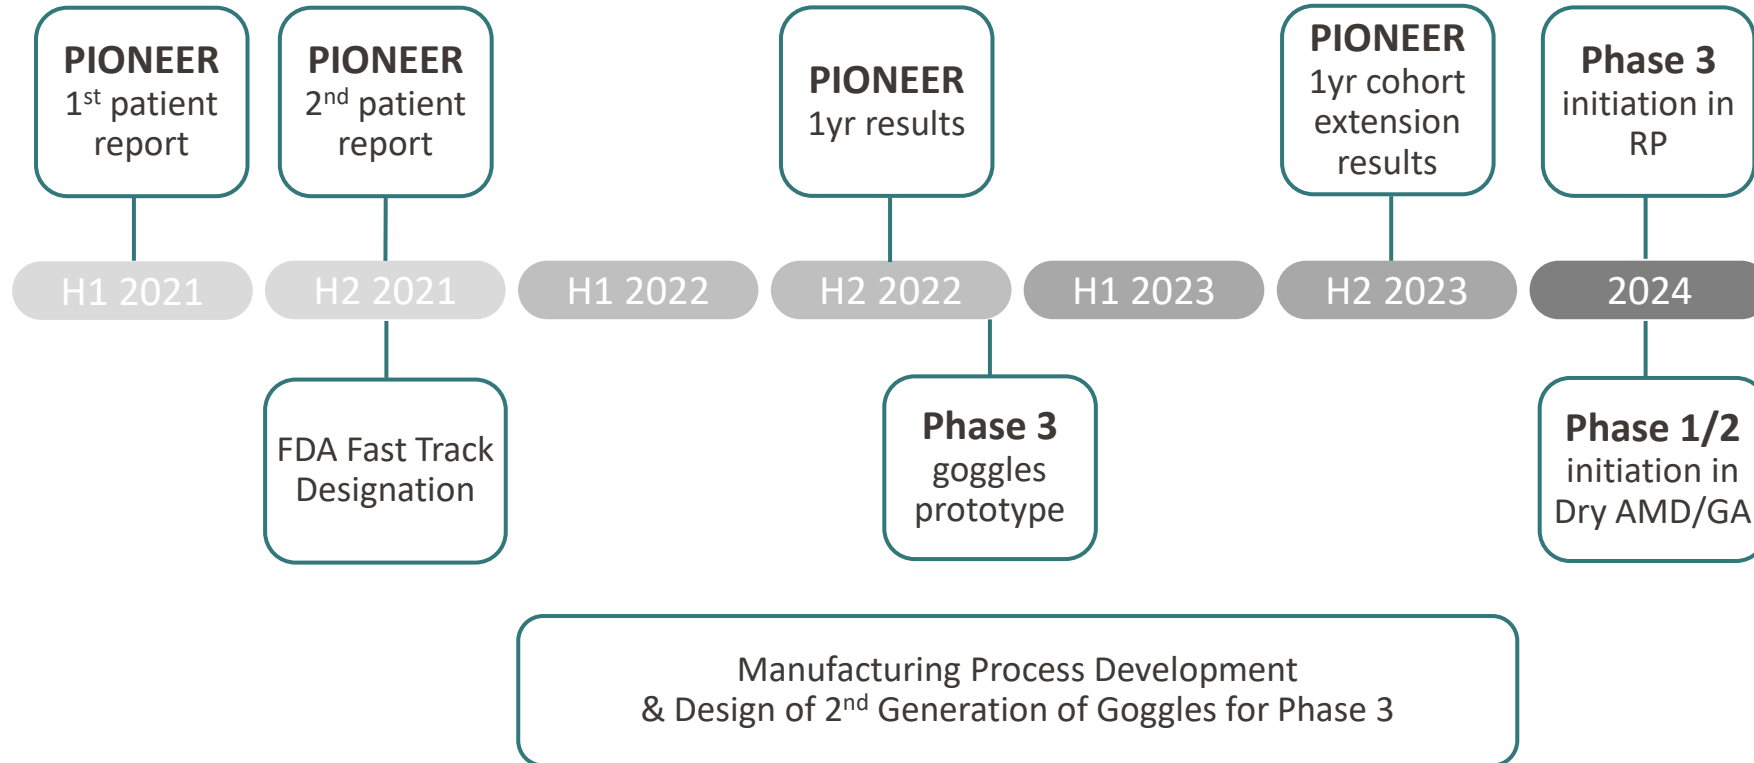 PIONEER
1st patient
report
PIONEER
2nd patient
report
PIONEER
1yr results
PIONEER
1yr cohort
extension
results
Phase 3
initiation in
RP
H1 2021
H2 2021
H1 2022
H2 2022
H1 2023
H2 2023
2024
FDA Fast Track
Designation
Phase 3
goggles
prototype
Phase 1/2
initiation in
Dry AMD/GA
Manufacturing Process Development
& Design of 2nd Generation of Goggles for Phase 3